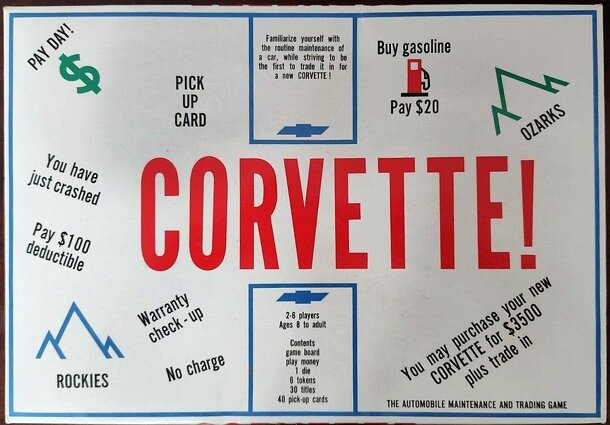 PAY DAY!
$
PICK
UP
CARD
Familiarize yourself with
the routine maintenance of
a car, while striving to be
the first to trade it in for
a new CORVETTE !
Buy gasoline
Pay $20
OZARKS
You have
just crashed
Pay $100
deductible
CORVETTE!
ROCKIES
Warranty
check-up
No charge
2-6 players
Ages 8 to adult
Contents
game board
play money
1 die
6 tokens
30 titles
40 pick-up cards
You may purchase your new
CORVETTE for $3500
plus trade in
THE AUTOMOBILE MAINTENANCE AND TRADING GAME